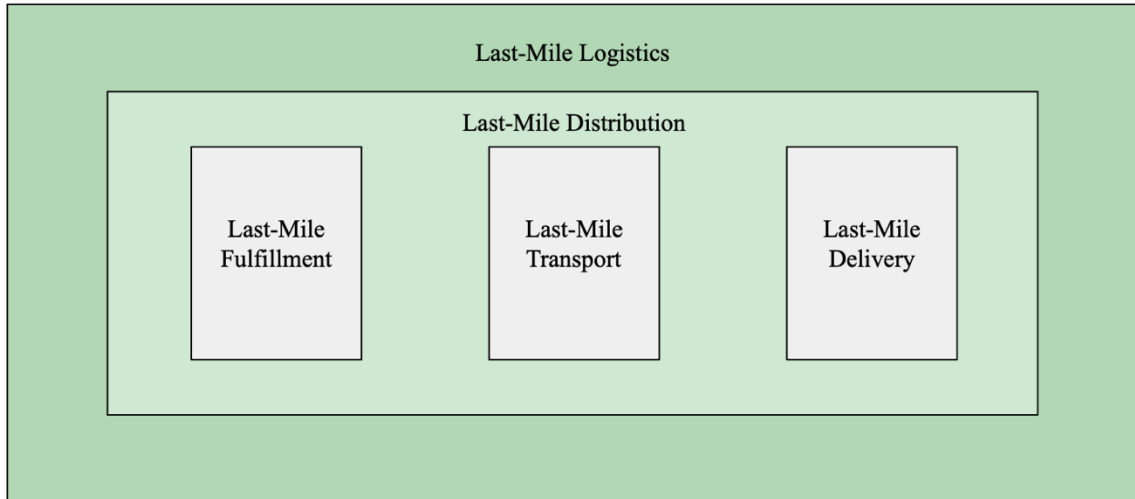 Last-Mile Logistics
Last-Mile Distribution
Last-Mile
Fulfillment
Last-Mile
Transport
Last-Mile
Delivery